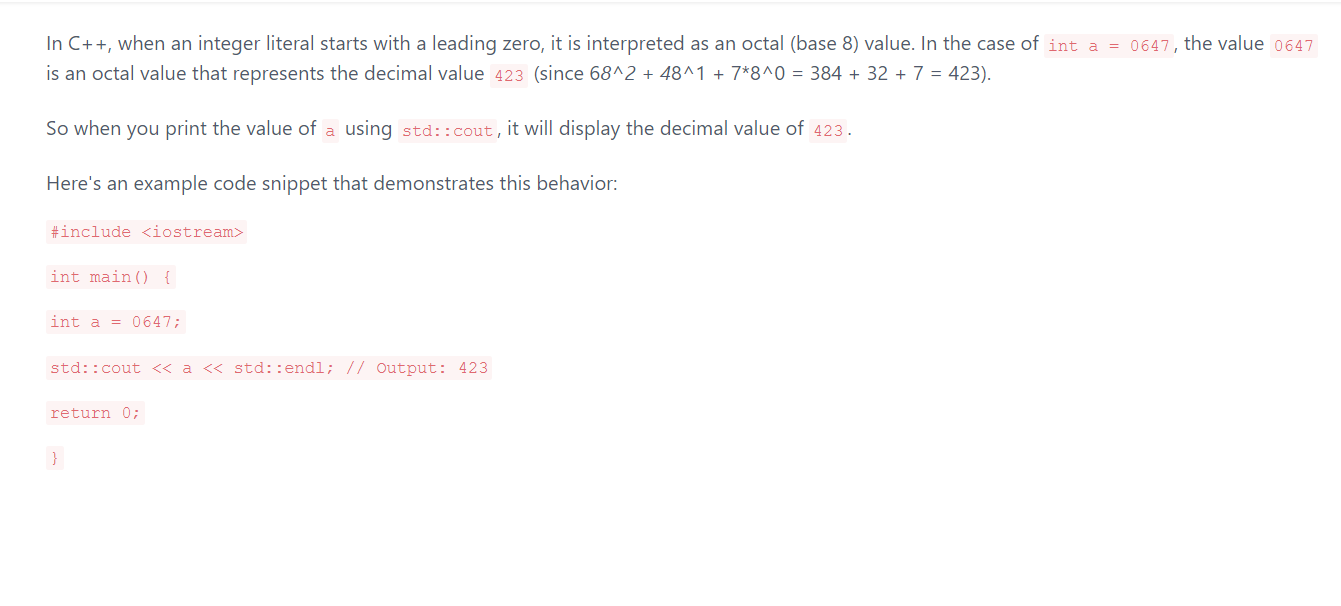 In C++, when an integer literal starts with a leading zero, it is interpreted as an octal (base 8) value. In the case of int a = 0647, the value 0647
is an octal value that represents the decimal value 423 (since 68^2 + 48^1 + 7*8^0 = 384 + 32 + 7 = 423).
So when you print the value of a using std::cout, it will display the decimal value of 423.
Here's an example code snippet that demonstrates this behavior:
#include <iostream>
int main() {
int a = 0647;
std::cout << a << std::endl; // Output: 423
return 0;
}